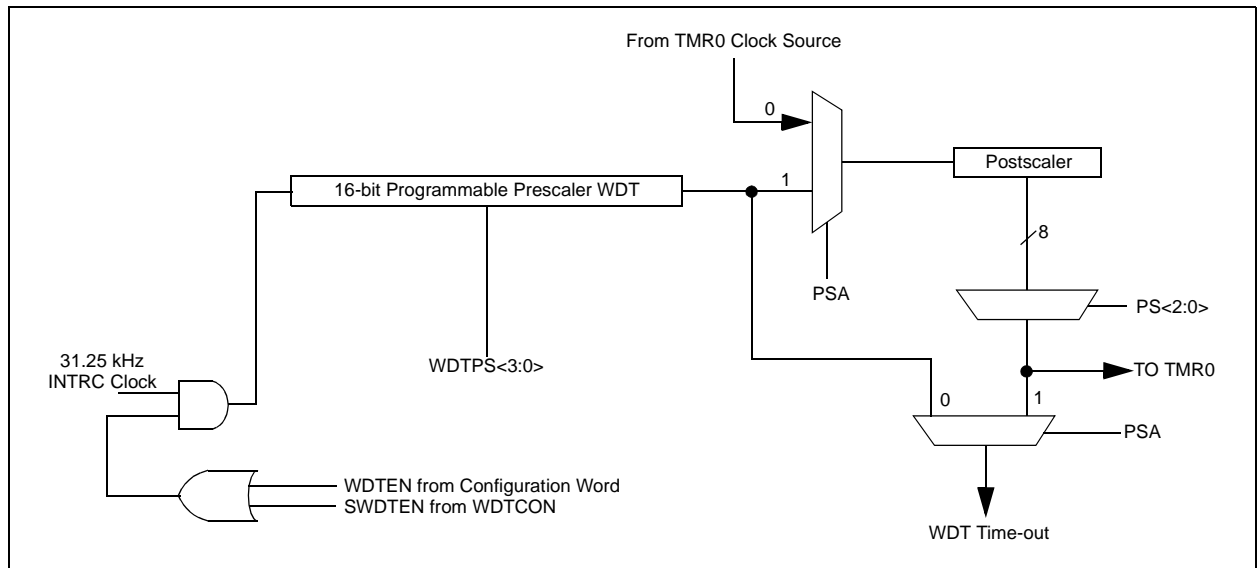 From TMR0 Clock Source
0
Postscaler
1
16-bit Programmable Prescaler WDT
8
PSA
PS<2:0>
31.25 kHz
INTRC Clock
WDTPS<3:0>
TO TMR0
0
1
PSA
WDTEN from Configuration Word
SWDTEN from WDTCON
WDT Time-out